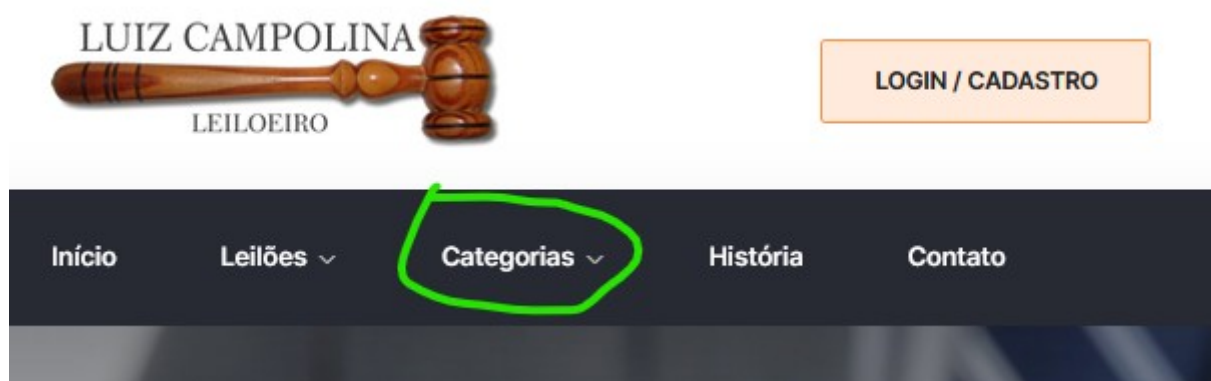 LUIZ CAMPOLINA
LEILOEIRO
LOGIN / CADASTRO
Início
Leilões
Categorias
História
Contato